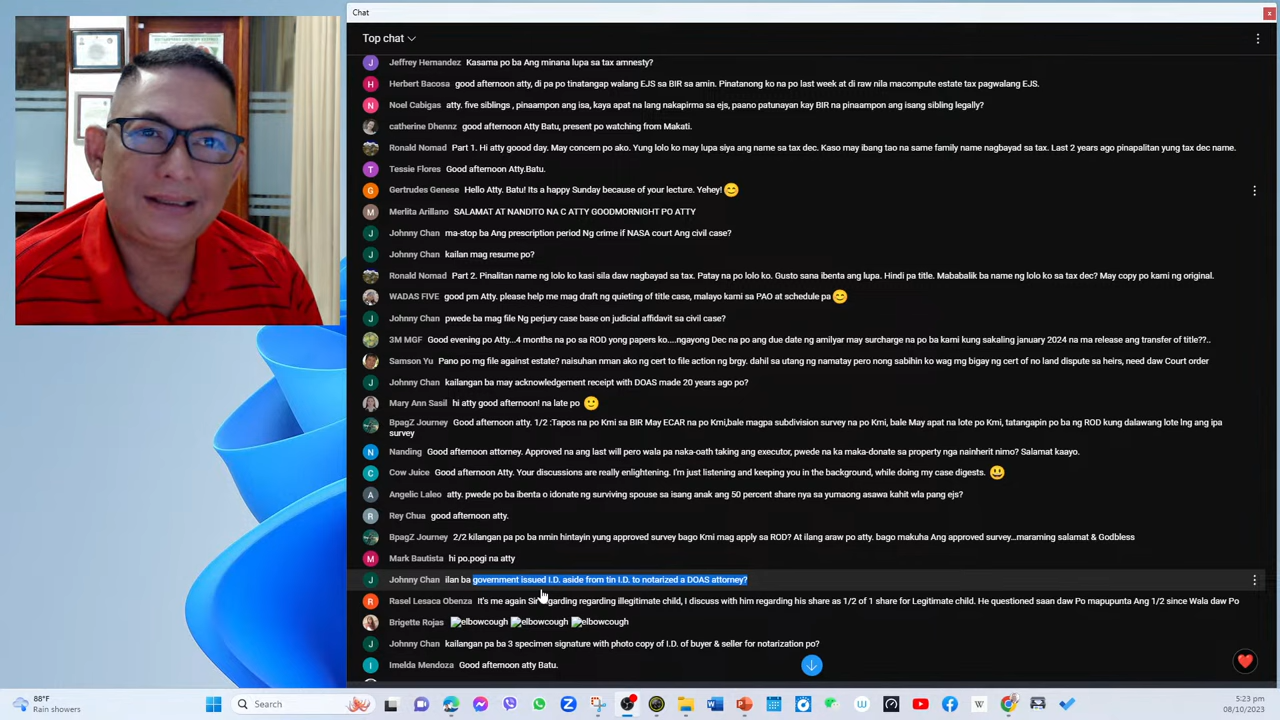 Chat
Top chat
Jeffrey Hernandez Kasama po ba Ang minana lupa sa tax amnesty?
Herbert Bacosa good afternoon atty, di pa po tinatangap walang EJS sa BIR sa amin. Pinatanong ko na po last week at di raw nila macompute estate tax pagwalang EJS.
Noel Cabigas atty. five siblings , pinaampon ang isa, kaya apat na lang nakapirma sa ejs, paano patunayan kay BIR na pinaampon ang isang sibling legally?
catherine Dhennz good afternoon Atty Batu, present po watching from Makati.
Ronald Nomad Part 1. Hi atty goood day. May concern po ako. Yung lolo ko may lupa siya ang name sa tax dec. Kaso may ibang tao na same family name nagbayad sa tax. Last 2 years ago pinapalitan yung tax dec name.
Tessie Flores Good afternoon Atty.Batu.
Gertrudes Genese Hello Atty. Batu! Its a happy Sunday because of your lecture. Yehey!
Merlita Arillano SALAMAT AT NANDITO NA C ATTY GOODMORNIGHT PO ATTY
Johnny Chan ma-stop ba Ang prescription period Ng crime if NASA court Ang civil case?
Johnny Chan kailan mag resume po?
Ronald Nomad Part 2. Pinalitan name ng lolo ko kasi sila daw nagbayad sa tax. Patay na po lolo ko. Gusto sana ibenta ang lupa. Hindi pa title. Mababalik ba name ng lolo ko sa tax dec? May copy po kami ng original.
WADAS FIVE good pm Atty. please help me mag draft ng quieting of title case, malayo kami sa PAO at schedule pa
Johnny Chan pwede ba mag file Ng perjury case base on judicial affidavit sa civil case?
3M MGF Good evening po Atty...4 months na po sa ROD yong papers ko....ngayong Dec na po ang due date ng amilyar may surcharge na po ba kami kung sakaling january 2024 na ma release ang transfer of title??..
Samson Yu Pano po mg file against estate? naisuhan nman ako ng cert to file action ng brgy. dahil sa utang ng namatay pero nong sabihin ko wag mg bigay ng cert of no land dispute sa heirs, need daw Court order
Johnny Chan kailangan ba may acknowledgement receipt with DOAS made 20 years ago po?
Mary Ann Sasil hi atty good afternoon! na late po
BpagZ Journey Good afternoon atty. 1/2 :Tapos na po Kmi sa BIR May ECAR na po Kmi,bale magpa subdivision survey na po Kmi, bale May apat na lote po Kmi, tatangapin po ba ng ROD kung dalawang lote lng ang ipa
survey
Nanding Good afternoon attorney. Approved na ang last will pero wala pa naka-oath taking ang executor, pwede na ka maka-donate sa property nga nainherit nimo? Salamat kaayo.
Cow Juice Good afternoon Atty. Your discussions are really enlightening. I'm just listening and keeping you in the background, while doing my case digests.
Angelic Laleo atty. pwede po ba ibenta o idonate ng surviving spouse sa isang anak ang 50 percent share nya sa yumaong asawa kahit wla pang ejs?
Rey Chua good afternoon atty.
BpagZ Journey 2/2 kilangan pa po ba nmin hintayin yung approved survey bago Kmi mag apply sa ROD? At ilang araw po atty. bago makuha Ang approved survey...maraming salamat & Godbless
Mark Bautista hi po.pogi na atty
Johnny Chan ilan ba government issued I.D. aside from tin I.D. to notarized a DOAS attorney?
Rasel Lesaca Obenza It's me again Sir regarding regarding illegitimate child, I discuss with him regarding his share as 1/2 of 1 share for Legitimate child. He questioned saan daw Po mapupunta Ang 1/2 since Wala daw Po
Brigette Rojas elbowcough elbowcough elbowcough
Johnny Chan kailangan pa ba 3 specimen signature with photo copy of I.D. of buyer & seller for notarization po?
Imelda Mendoza Good afternoon atty Batu.
88°F
Rain showers
Search
5:23 pm
08/10/2023